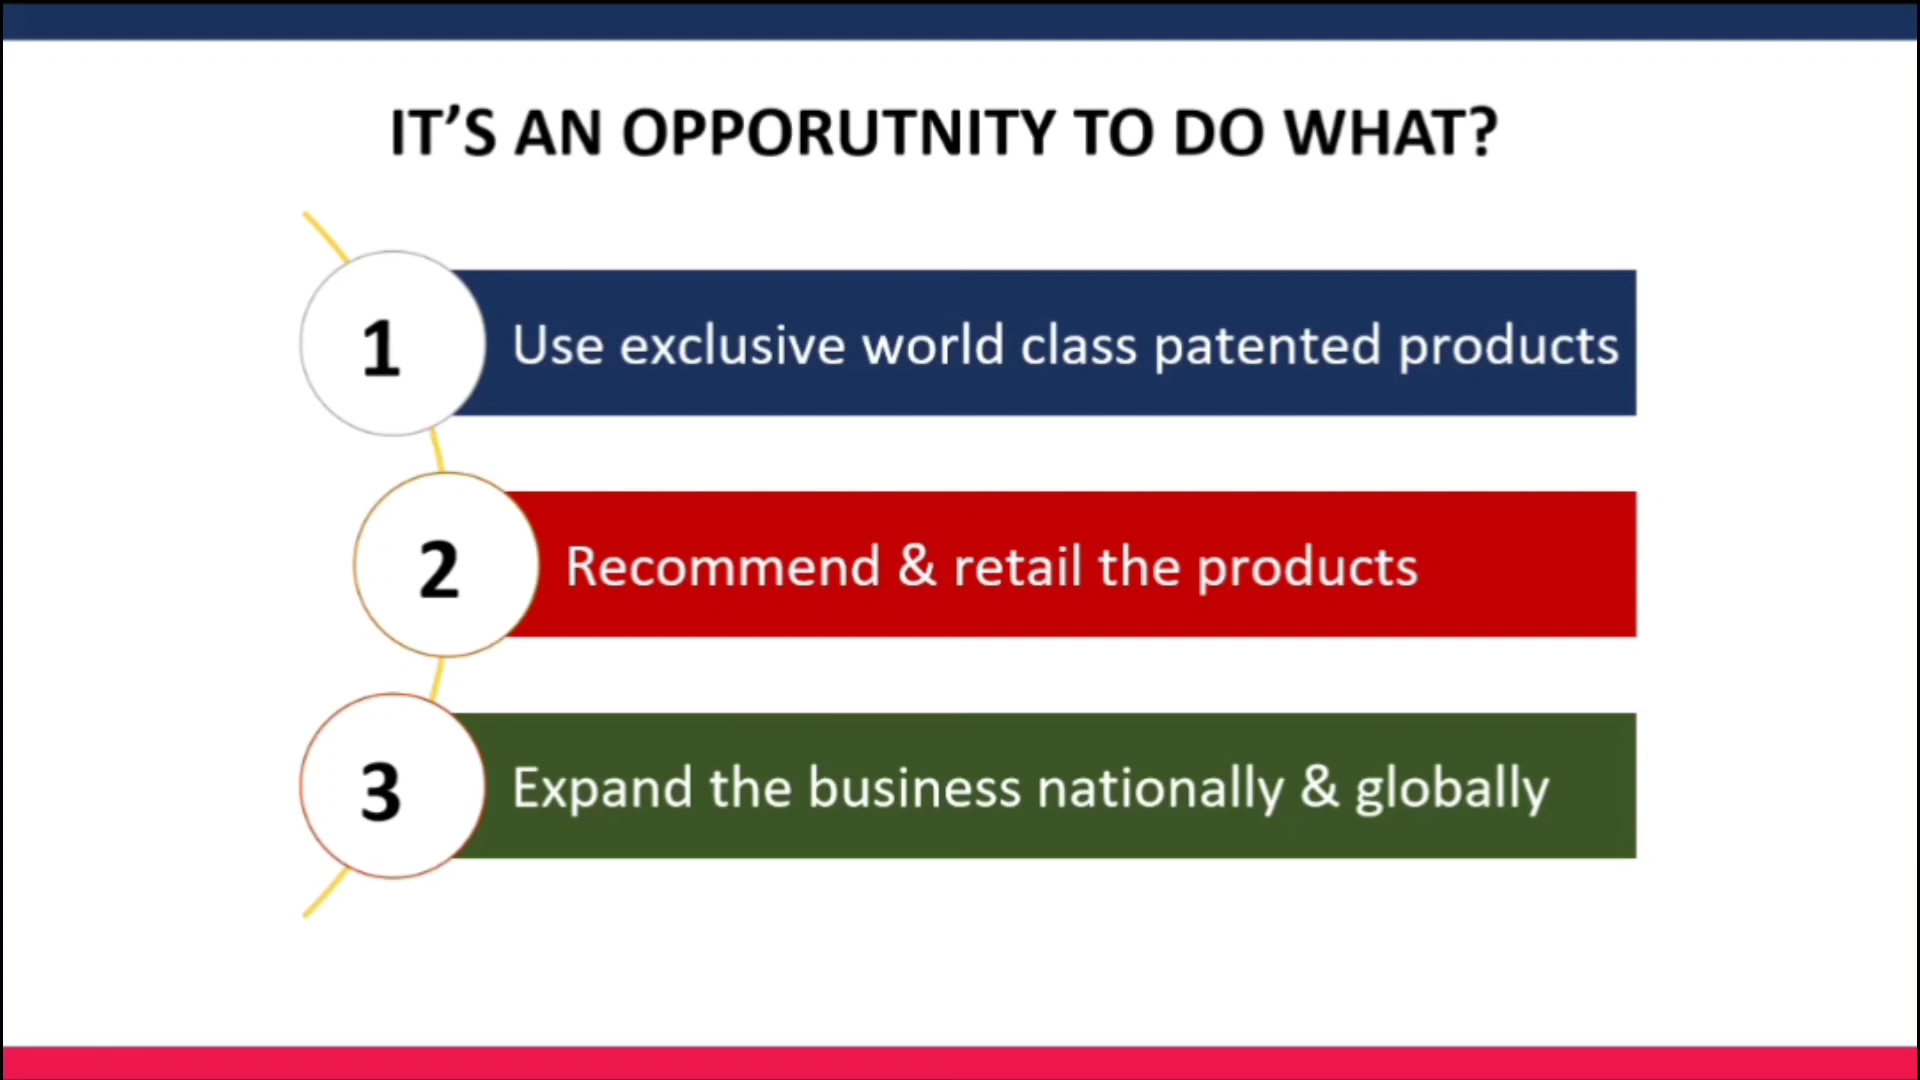 IT’S AN OPPORUTNITY TO DO WHAT?
1
Use exclusive world class patented products
2
Recommend & retail the products
3
Expand the business nationally & globally